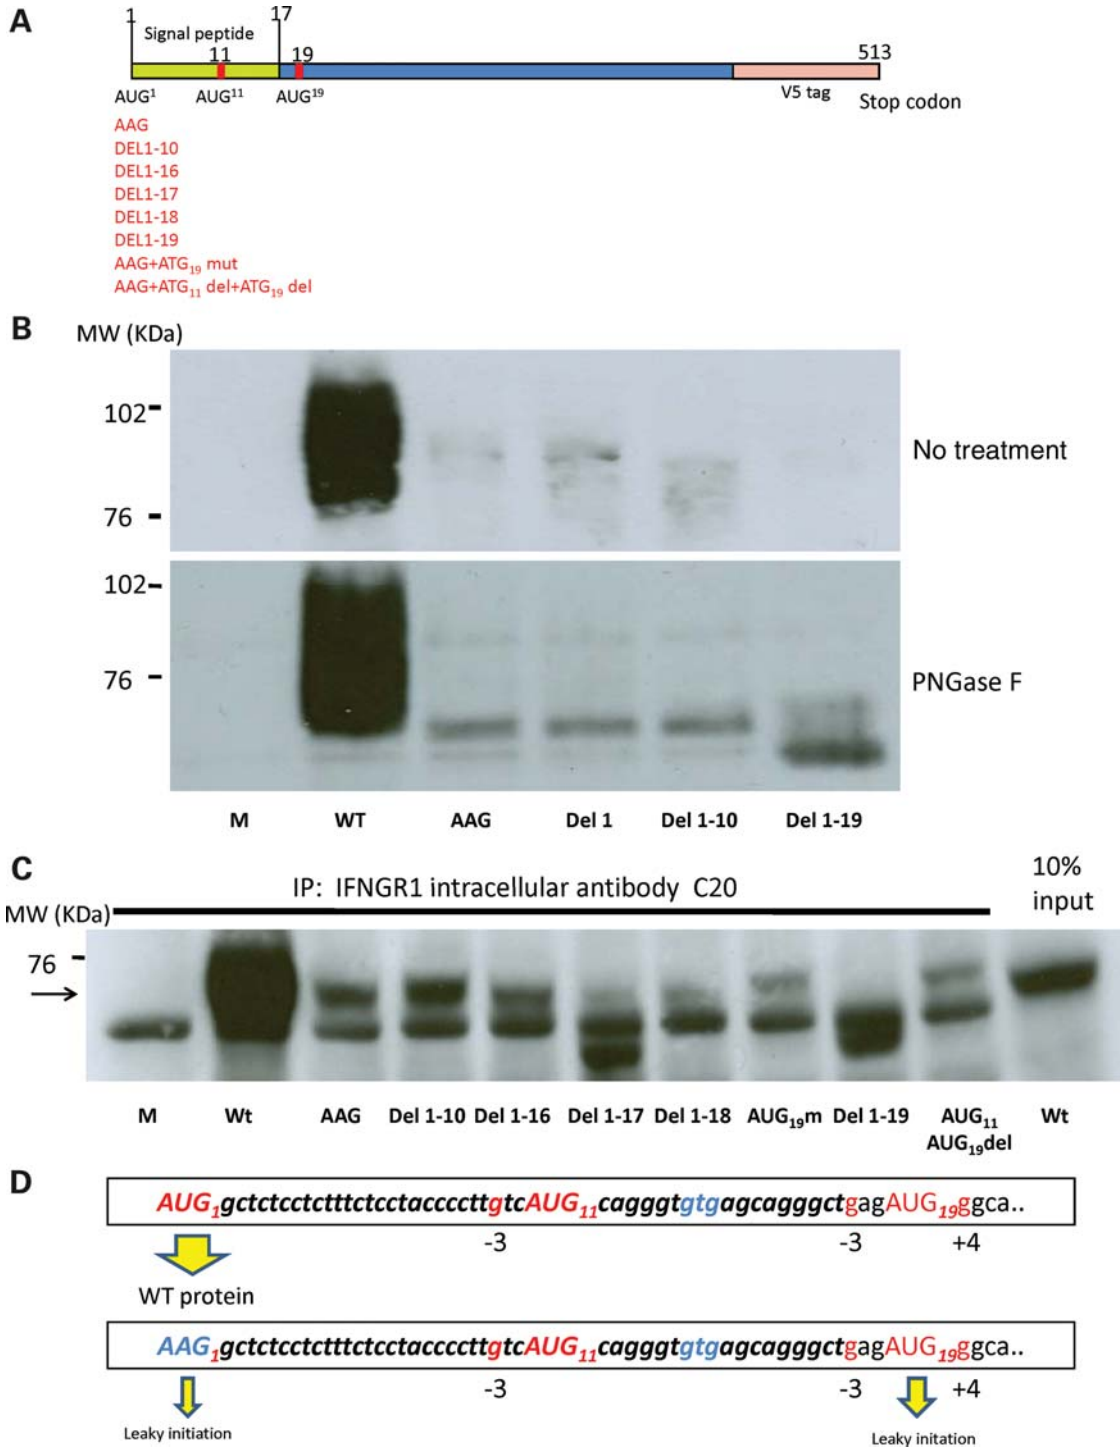 A
1
17
Signal peptide
11
19
513
AUG¹
AUG¹¹
AUG¹⁹
V5 tag
Stop codon
AAG
DEL1-10
DEL1-16
DEL1-17
DEL1-18
DEL1-19
AAG+ATG₁₉ mut
AAG+ATG₁₁ del+ATG₁₉ del
B
MW (KDa)
102
76
No treatment
102
76
PNGase F
M WT AAG Del 1 Del 1-10 Del 1-19
C
IP: IFNGR1 intracellular antibody C20
10%
input
MW (KDa)
76
M Wt AAG Del 1-10 Del 1-16 Del 1-17 Del 1-18 AUG₁₉m Del 1-19 AUG₁₁ Wt
AUG₁₉del
D
AUG₁gctctcctctttctcctaccccttgtcAUG₁₁cagggtgtgagcagggctgagAUG₁₉ggca..
-3 -3 +4
WT protein
AAG₁gctctcctctttctcctaccccttgtcAUG₁₁cagggtgtgagcagggctgagAUG₁₉ggca..
-3 -3 +4
Leaky initiation
Leaky initation